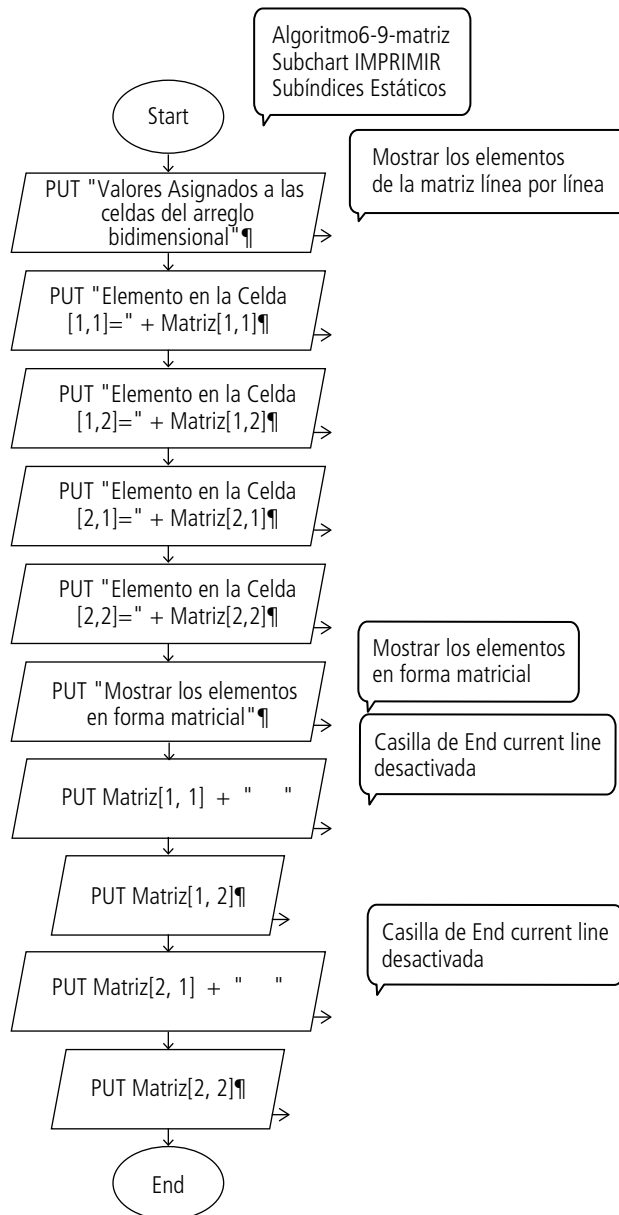 Algoritmo6-9-matriz
Subchart IMPRIMIR
Subíndices Estáticos
Start
Mostrar los elementos
de la matriz línea por línea
PUT "Valores Asignados a las
celdas del arreglo
bidimensional"¶
PUT "Elemento en la Celda
[1,1]=" + Matriz[1,1]¶
PUT "Elemento en la Celda
[1,2]=" + Matriz[1,2]¶
PUT "Elemento en la Celda
[2,1]=" + Matriz[2,1]¶
PUT "Elemento en la Celda
[2,2]=" + Matriz[2,2]¶
Mostrar los elementos
en forma matricial
PUT "Mostrar los elementos
en forma matricial"¶
Casilla de End current line
desactivada
PUT Matriz[1, 1] + "   "
PUT Matriz[1, 2]¶
Casilla de End current line
desactivada
PUT Matriz[2, 1] + "   "
PUT Matriz[2, 2]¶
End